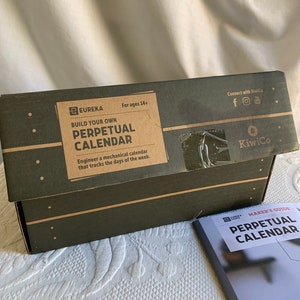 EUREKA
For ages 14+
BUILD YOUR OWN
PERPETUAL
CALENDAR
Engineer a mechanical calendar
that tracks the days of the week.
Connect with KiwiCo
KiwiCo
EUREKA
MAKER'S GUIDE
PERPETUAL
CALENDAR